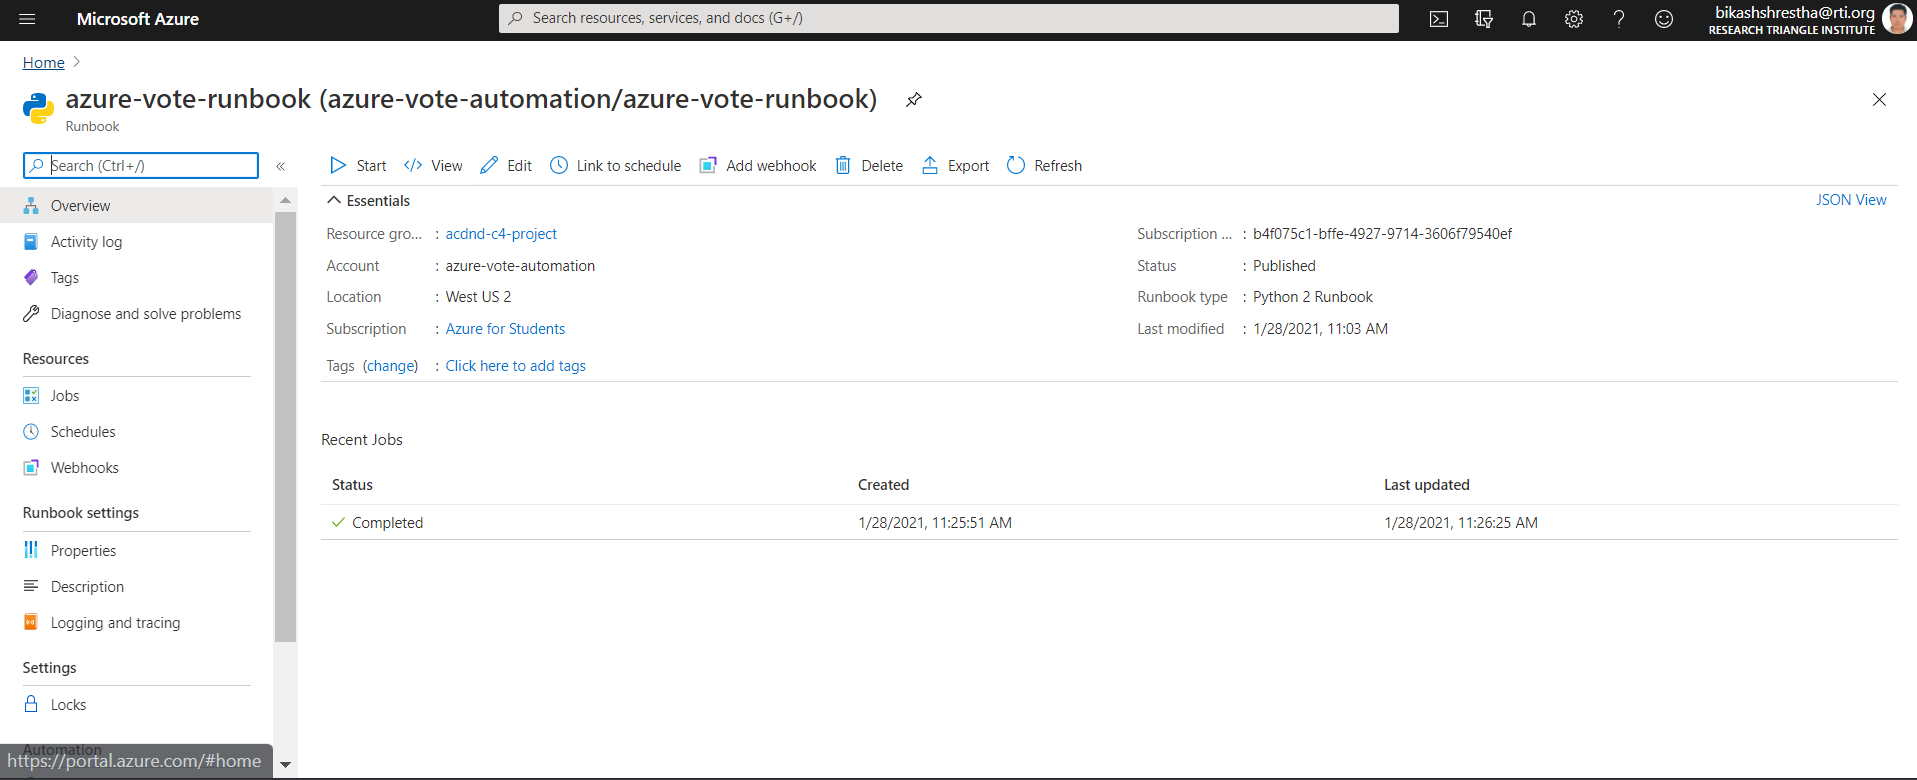 Microsoft Azure
Search resources, services, and docs (G+/)
bikashshrestha@rti.org
RESEARCH TRIANGLE INSTITUTE
Home
azure-vote-runbook (azure-vote-automation/azure-vote-runbook)
Runbook
Search (Ctrl+/)
«
Start
View
Edit
Link to schedule
Add webhook
Delete
Export
Refresh
Overview
Activity log
Tags
Diagnose and solve problems
Resources
Jobs
Schedules
Webhooks
Runbook settings
Properties
Description
Logging and tracing
Settings
Locks
Automation
https://portal.azure.com/#home
Essentials
JSON View
Resource gro... : acdnd-c4-project
Account : azure-vote-automation
Location : West US 2
Subscription : Azure for Students
Tags (change) : Click here to add tags
Subscription ... : b4f075c1-bffe-4927-9714-3606f79540ef
Status : Published
Runbook type : Python 2 Runbook
Last modified : 1/28/2021, 11:03 AM
Recent Jobs
Status Created Last updated
Completed 1/28/2021, 11:25:51 AM 1/28/2021, 11:26:25 AM